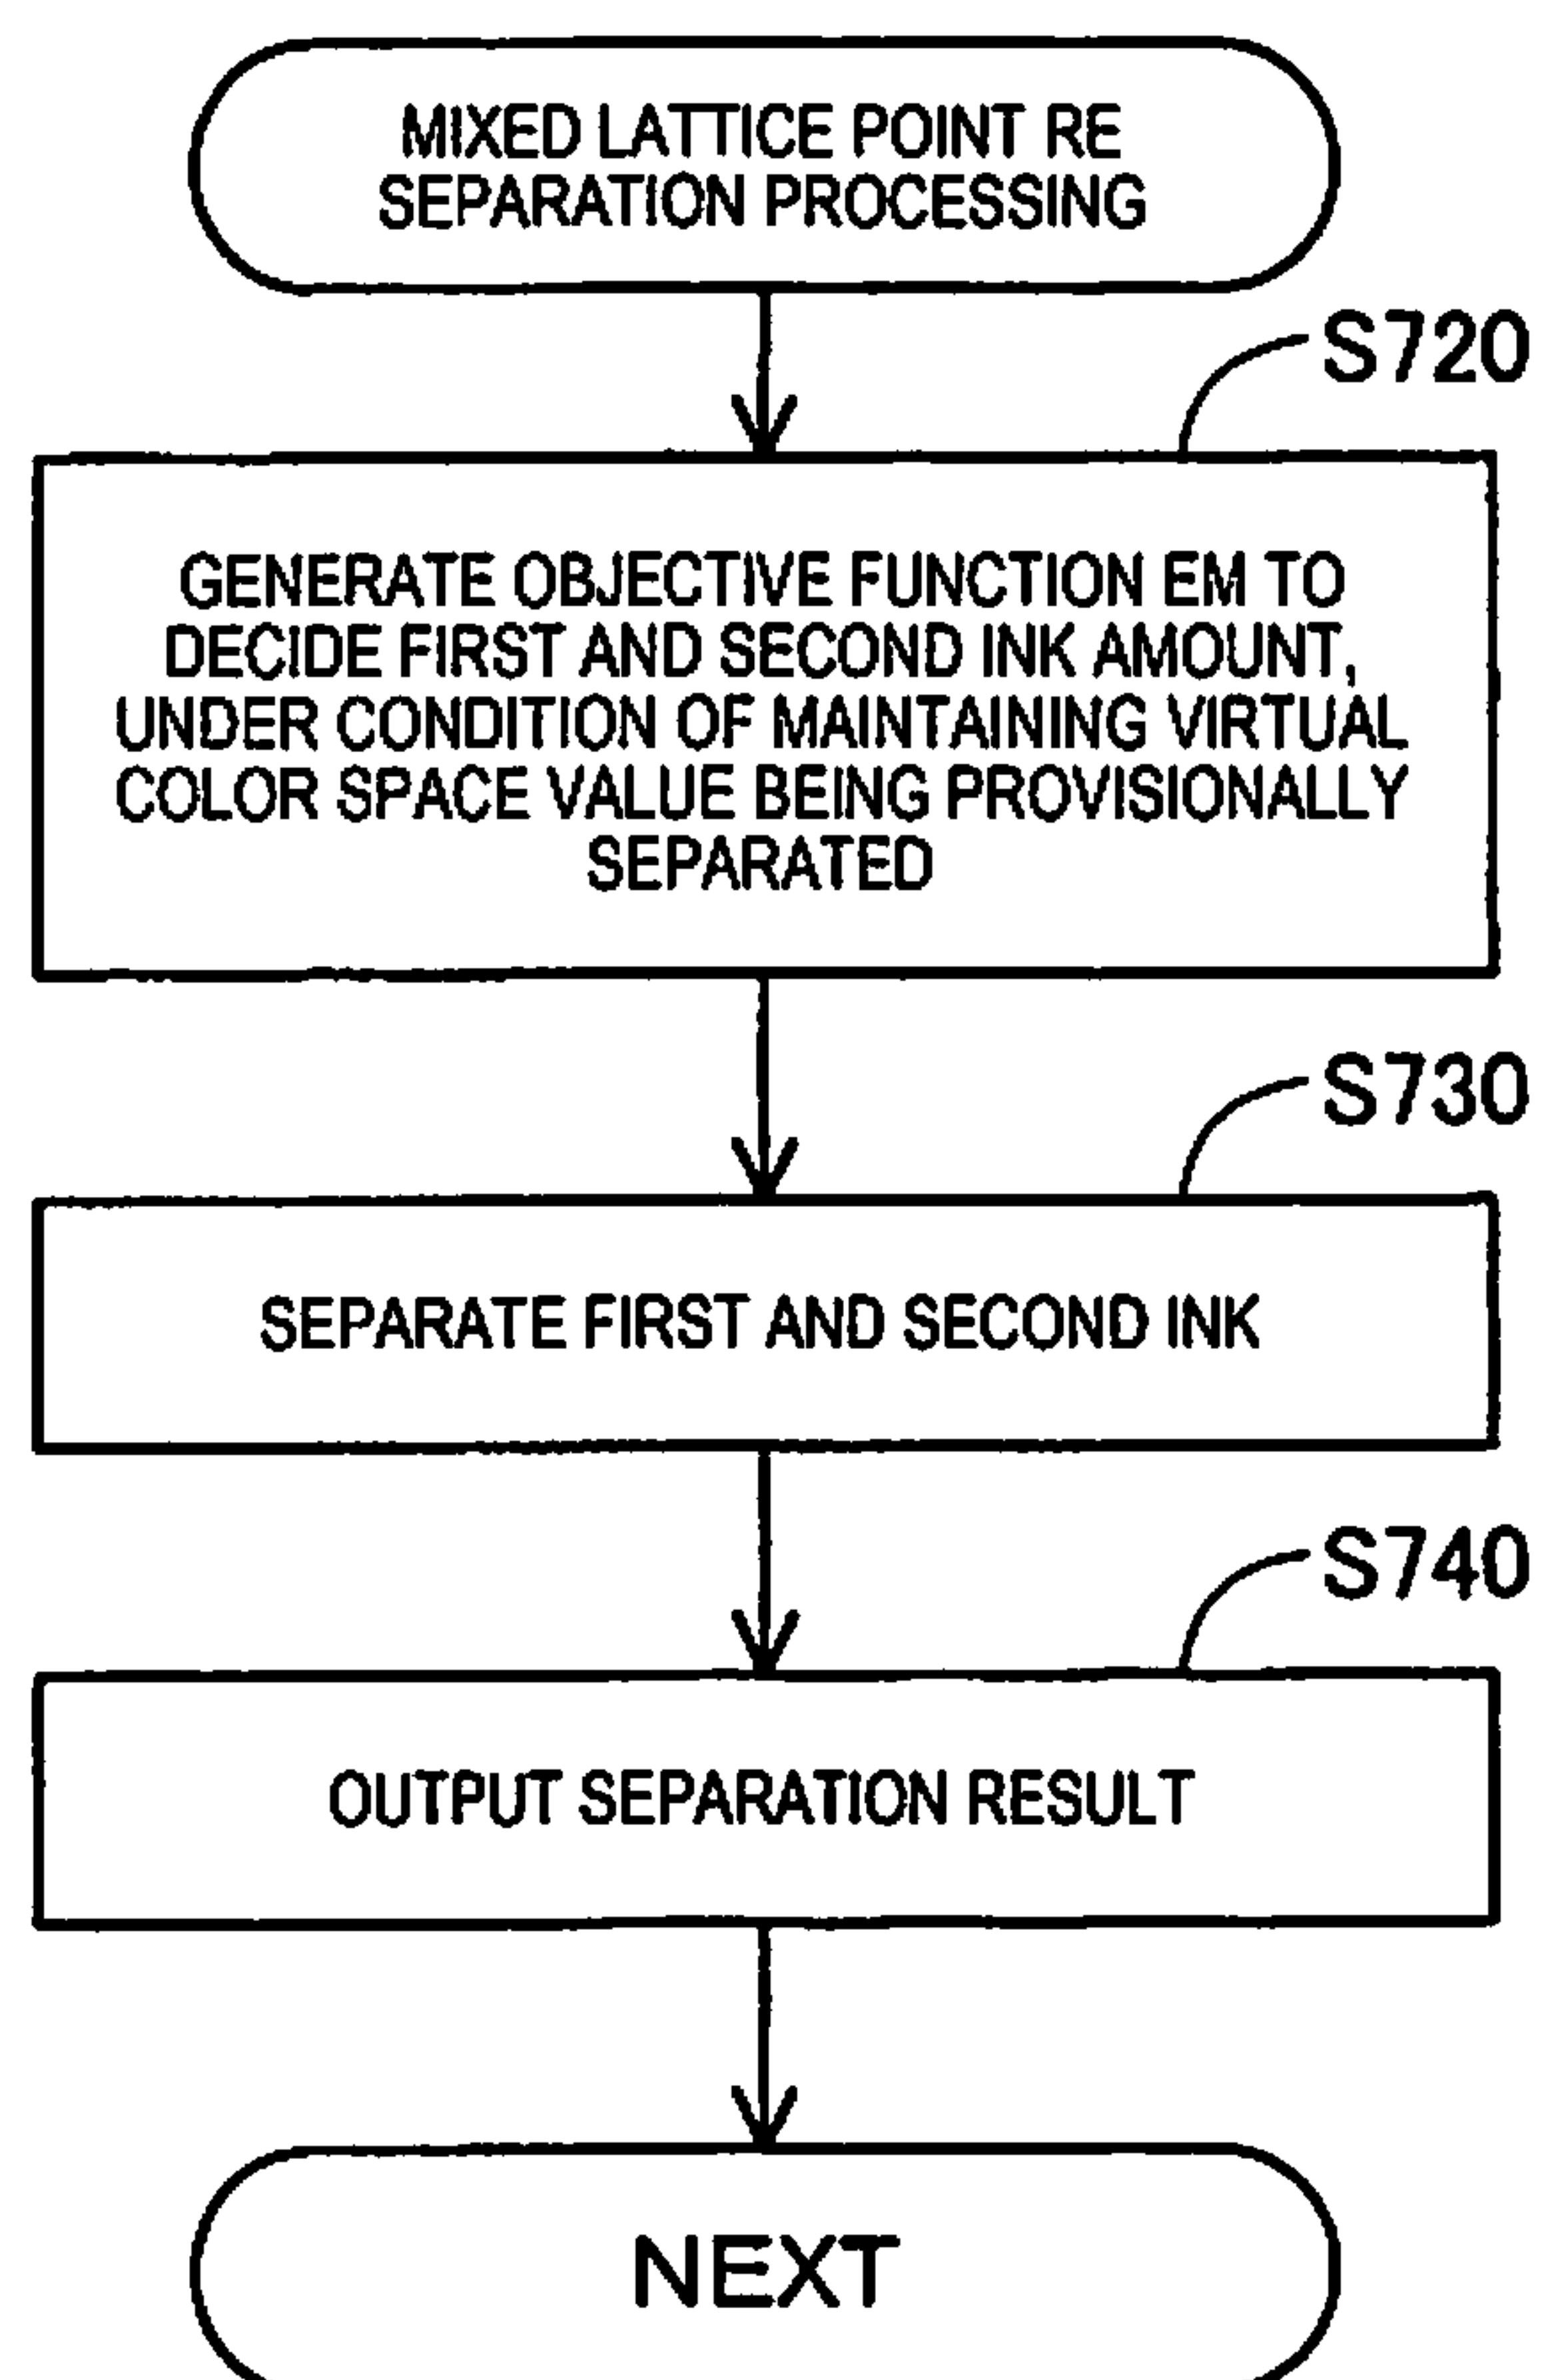 MIXED LATTICE POINT RE
SEPARATION PROCESSING
S720
GENERATE OBJECTIVE FUNCTION EM TO
DECIDE FIRST AND SECOND INK AMOUNT,
UNDER CONDITION OF MAINTAINING VIRTUAL
COLOR SPACE VALUE BEING PROVISIONALLY
SEPARATED
S730
SEPARATE FIRST AND SECOND INK
S740
OUTPUT SEPARATION RESULT
NEXT